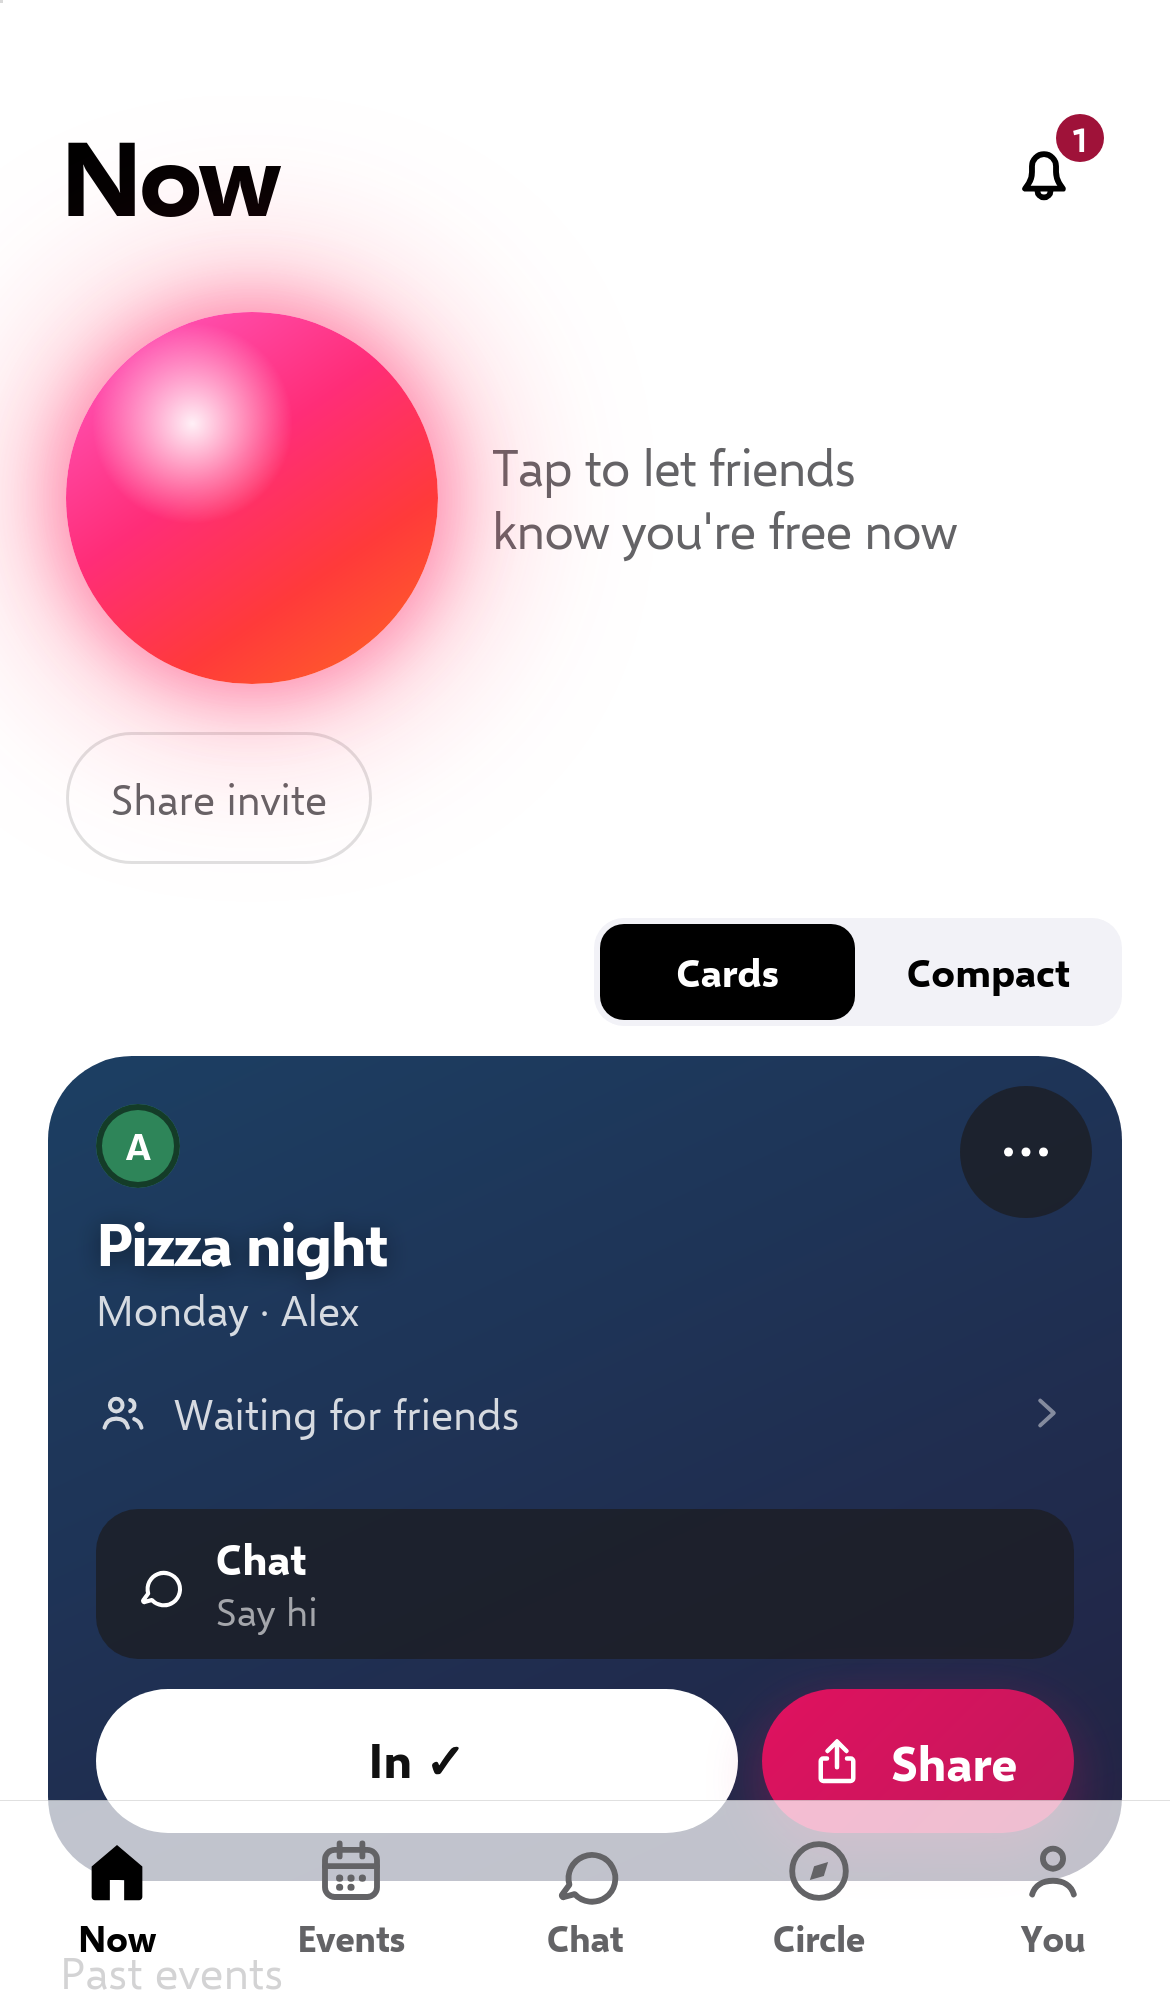 Now
1
Tap to let friends
know you're free now
Share invite
Cards
Compact
A
Pizza night
Monday · Alex
Waiting for friends
Chat
Say hi
In ✓
Share
Now
Events
Chat
Circle
You
Past events